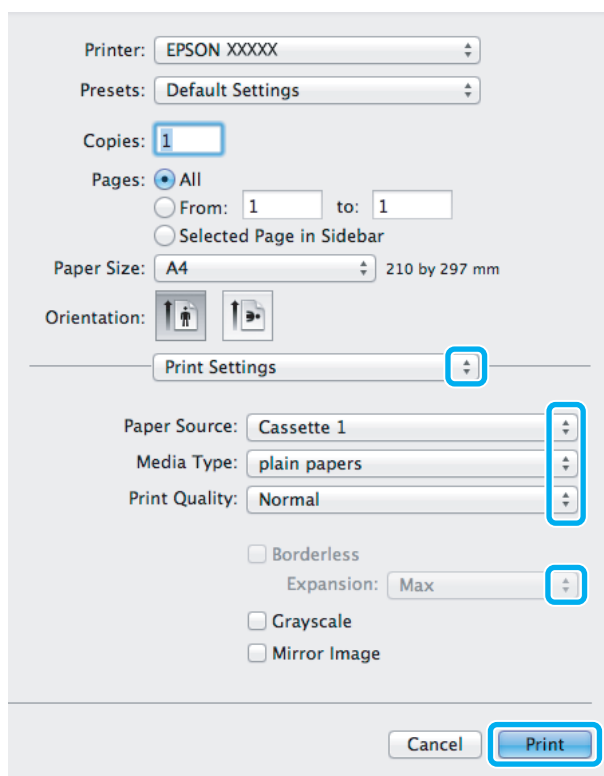 Printer: EPSON XXXXX
Presets: Default Settings
Copies: 1
Pages: All
From: 1 to: 1
Selected Page in Sidebar
Paper Size: A4 210 by 297 mm
Orientation:
Print Settings
Paper Source: Cassette 1
Media Type: plain papers
Print Quality: Normal
Borderless
Expansion: Max
Grayscale
Mirror Image
Cancel Print